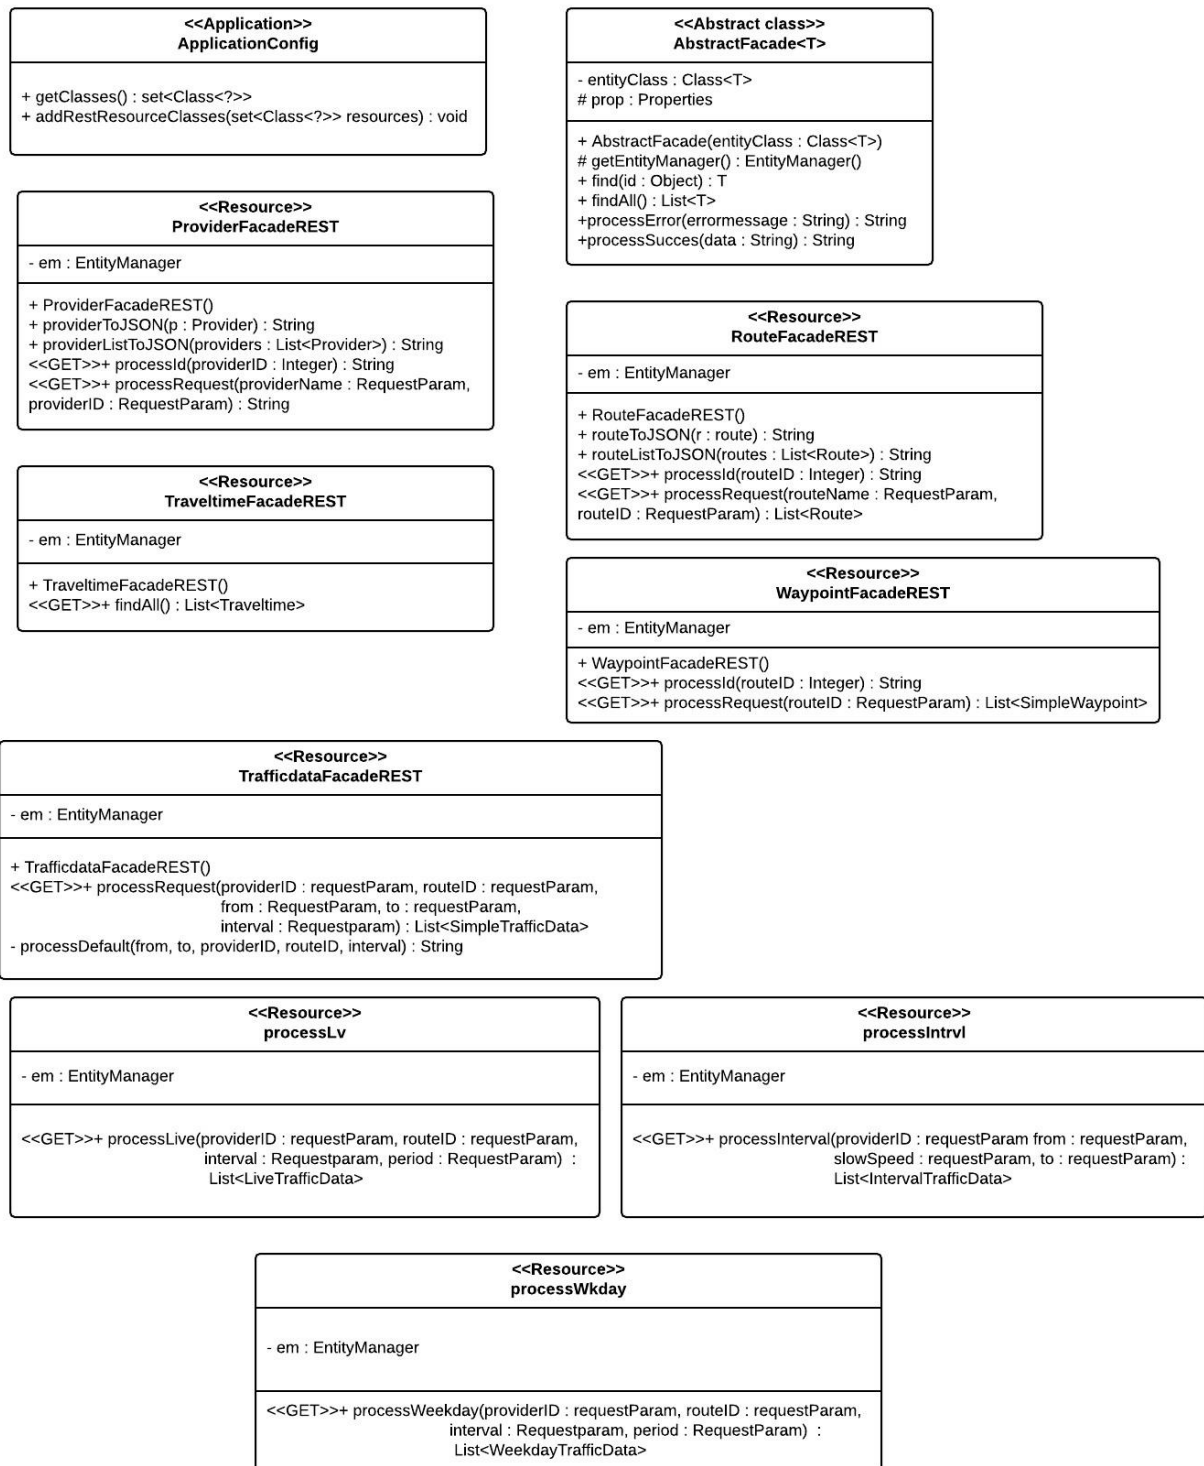 <<Application>>
ApplicationConfig
+ getClasses() : set<Class<?>>
+ addRestResourceClasses(set<Class<?>> resources) : void
<<Abstract class>>
AbstractFacade<T>
- entityClass : Class<T>
# prop : Properties
+ AbstractFacade(entityClass : Class<T>)
# getEntityManager() : EntityManager()
+ find(id : Object) : T
+ findAll() : List<T>
+processError(errormessage : String) : String
+processSucces(data : String) : String
<<Resource>>
ProviderFacadeREST
- em : EntityManager
+ ProviderFacadeREST()
+ providerToJSON(p : Provider) : String
+ providerListToJSON(providers : List<Provider>) : String
<<GET>>+ processId(providerID : Integer) : String
<<GET>>+ processRequest(providerName : RequestParam,
providerID : RequestParam) : String
<<Resource>>
RouteFacadeREST
- em : EntityManager
+ RouteFacadeREST()
+ routeToJSON(r : route) : String
+ routeListToJSON(routes : List<Route>) : String
<<GET>>+ processId(routeID : Integer) : String
<<GET>>+ processRequest(routeName : RequestParam,
routeID : RequestParam) : List<Route>
<<Resource>>
TraveltimeFacadeREST
- em : EntityManager
+ TraveltimeFacadeREST()
<<GET>>+ findAll() : List<Traveltime>
<<Resource>>
WaypointFacadeREST
- em : EntityManager
+ WaypointFacadeREST()
<<GET>>+ processId(routeID : Integer) : String
<<GET>>+ processRequest(routeID : RequestParam) : List<SimpleWaypoint>
<<Resource>>
TrafficdataFacadeREST
- em : EntityManager
+ TrafficdataFacadeREST()
<<GET>>+ processRequest(providerID : requestParam, routeID : requestParam,
from : RequestParam, to : requestParam,
interval : Requestparam) : List<SimpleTrafficData>
- processDefault(from, to, providerID, routeID, interval) : String
<<Resource>>
processLv
- em : EntityManager
<<GET>>+ processLive(providerID : requestParam, routeID : requestParam,
interval : Requestparam, period : RequestParam) :
List<LiveTrafficData>
<<Resource>>
processIntrvl
- em : EntityManager
<<GET>>+ processInterval(providerID : requestParam from : requestParam,
slowSpeed : requestParam, to : requestParam) :
List<IntervalTrafficData>
<<Resource>>
processWkday
- em : EntityManager
<<GET>>+ processWeekday(providerID : requestParam, routeID : requestParam,
interval : Requestparam, period : RequestParam) :
List<WeekdayTrafficData>